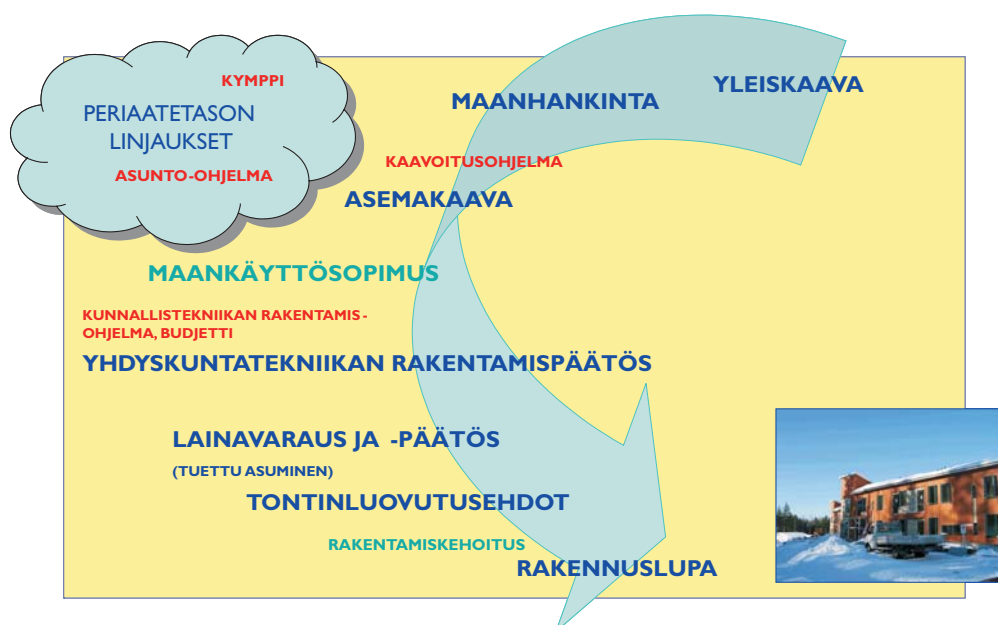 KYMPPI
PERIAATETASON
LINJAUKSET
ASUNTO-OHJELMA
YLEISKAAVA
MAANHANKINTA
KAAVOITUSOHJELMA
ASEMAKAAVA
MAANKÄYTTÖSOPIMUS
KUNNALLISTEKNIIKAN RAKENTAMIS -
OHJELMA, BUDJETTI
YHDYSKUNTATEKNIIKAN RAKENTAMISPÄÄTÖS
LAINAVARAUS JA -PÄÄTÖS
(TUETTU ASUMINEN)
TONTINLUOVUTUSEHDOT
RAKENTAMISKEHOITUS
RAKENNUSLUPA